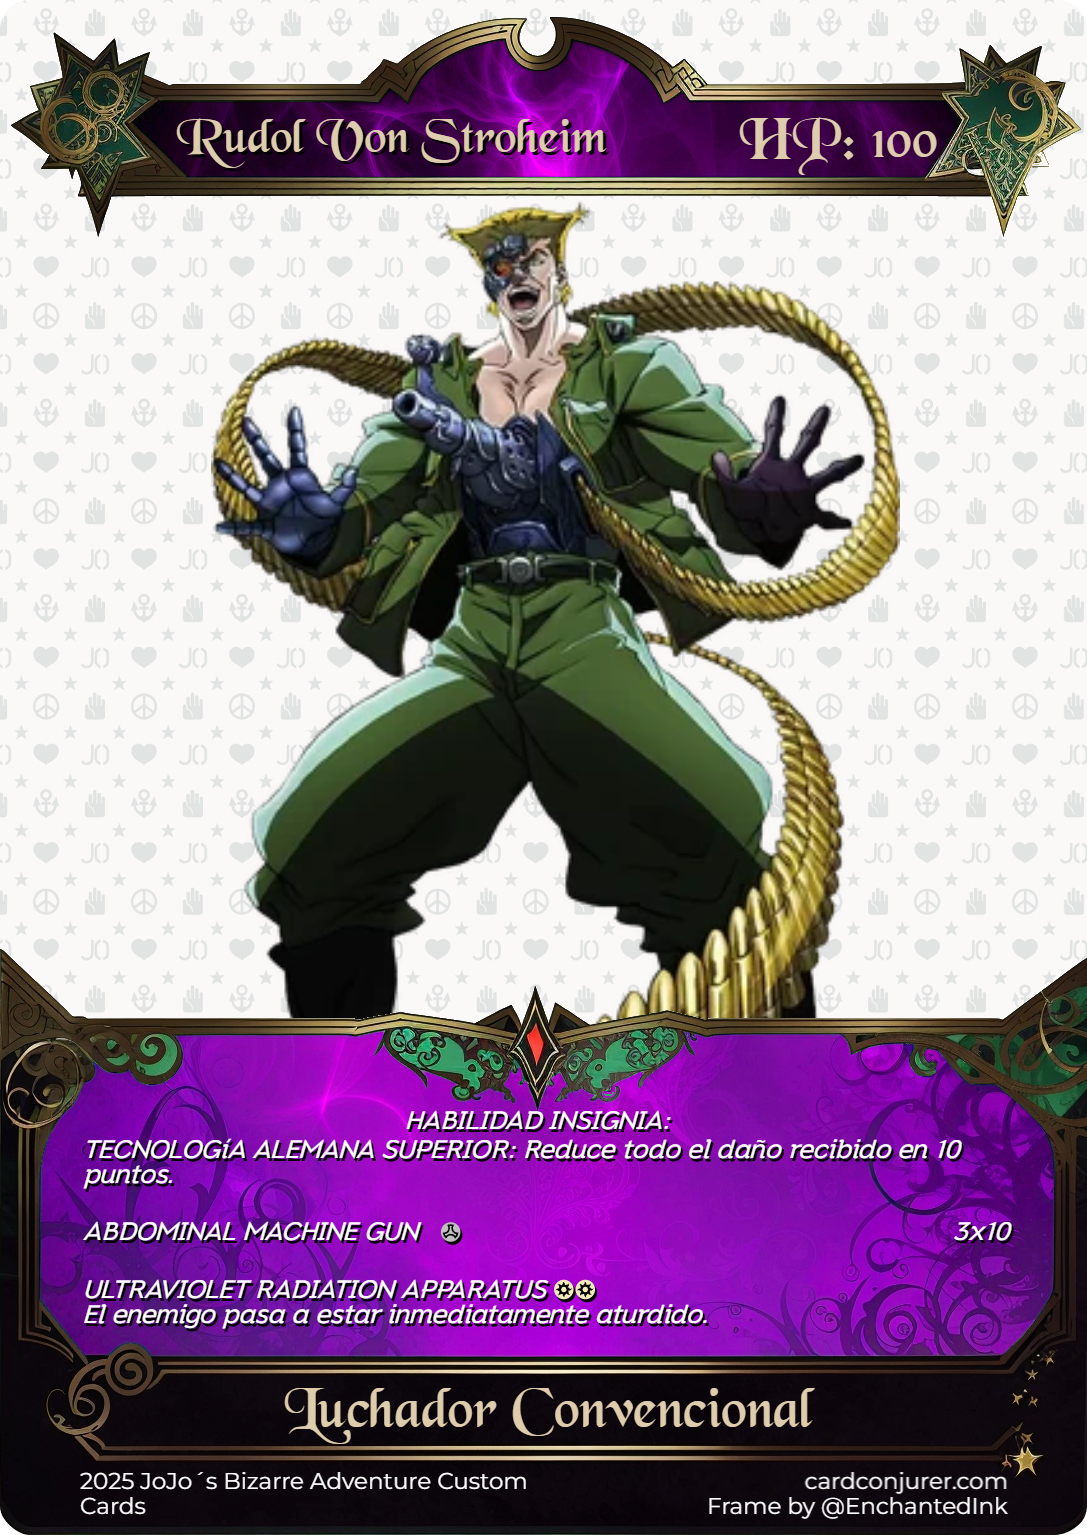 Rudol Von Stroheim HP: 100
HABILIDAD INSIGNIA:
TECNOLOGíA ALEMANA SUPERIOR: Reduce todo el daño recibido en 10
puntos.
ABDOMINAL MACHINE GUN 3x10
ULTRAVIOLET RADIATION APPARATUS
El enemigo pasa a estar inmediatamente aturdido.
Luchador Convencional
2025 JoJo´s Bizarre Adventure Custom
Cards
cardconjurer.com
Frame by @EnchantedInk